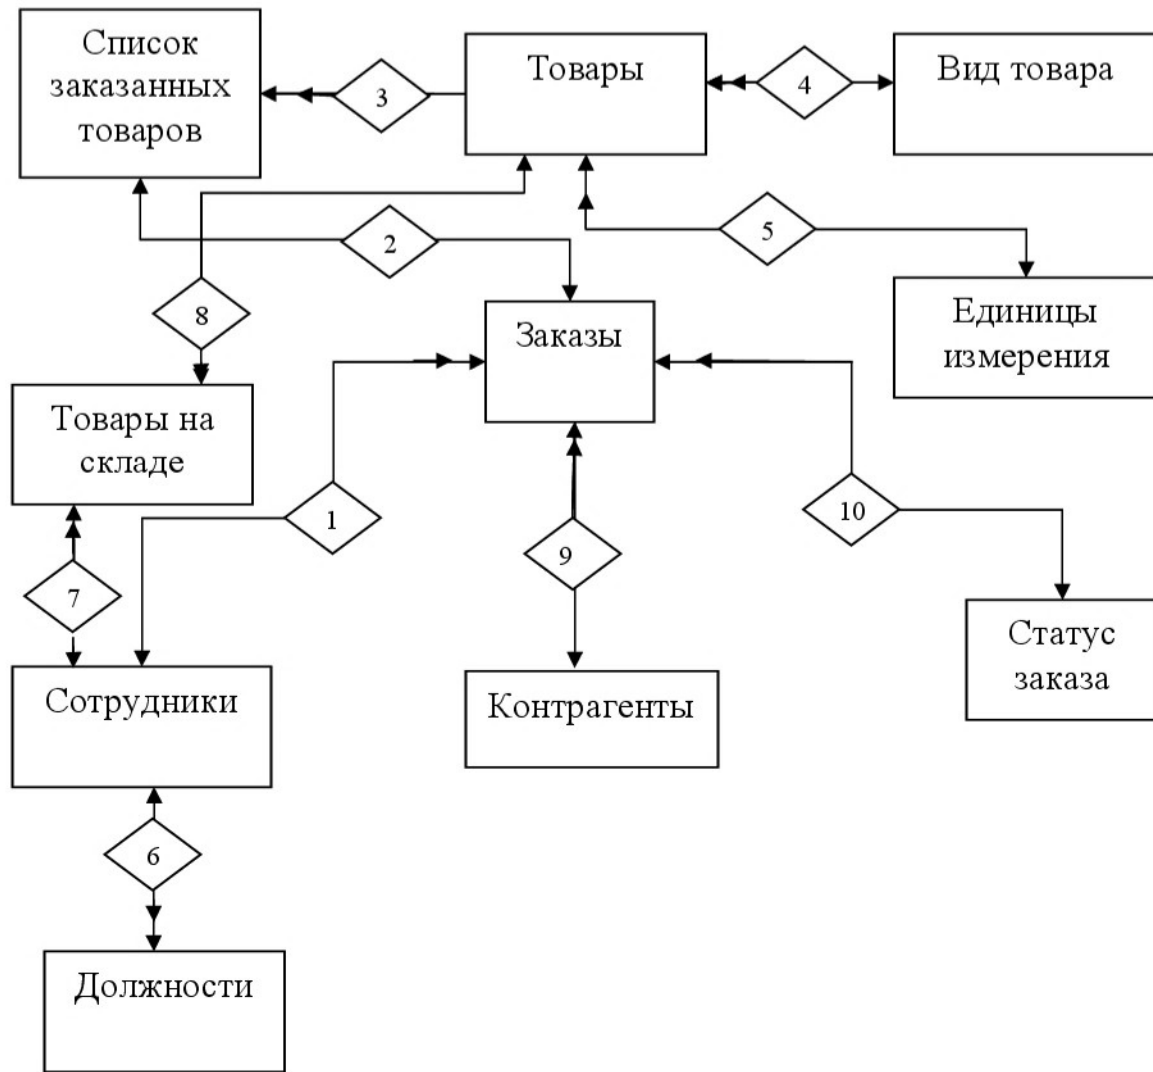 Список
заказанных
товаров
3
Товары
4
Вид товара
2
5
8
Заказы
Единицы
измерения
Товары на
складе
1
9
10
7
Сотрудники
Контрагенты
Статус
заказа
6
Должности